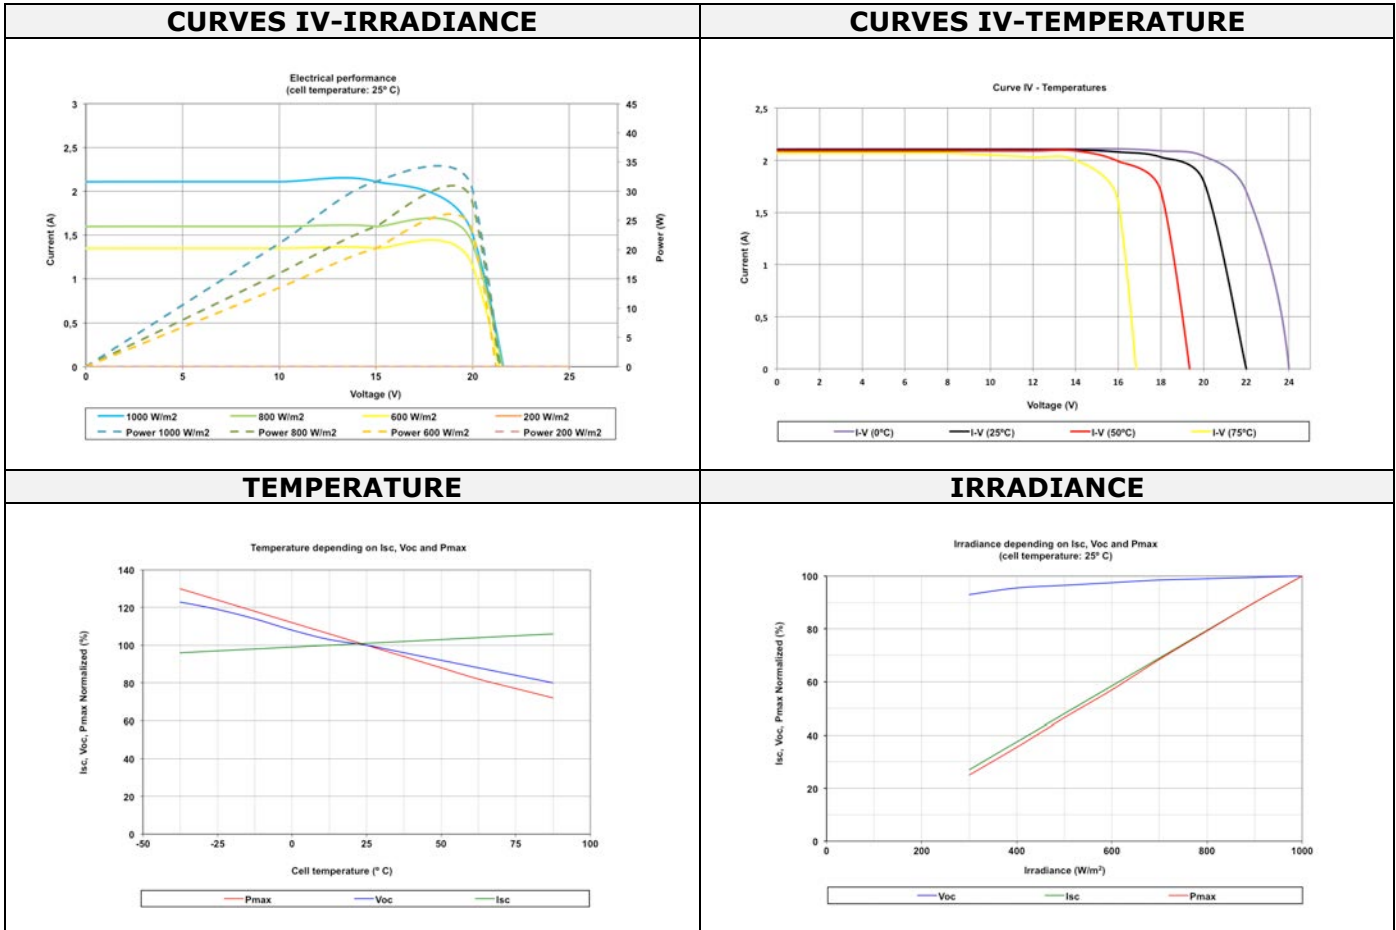 CURVES IV-IRRADIANCE
Electrical performance
(cell temperature: 25º C)
3
2,5
2
1,5
1
0,5
0
Current (A)
45
40
35
30
25
20
15
10
5
0
Power (W)
0 5 10 15 20 25
Voltage (V)
1000 W/m2 800 W/m2 600 W/m2 200 W/m2
Power 1000 W/m2 Power 800 W/m2 Power 600 W/m2 Power 200 W/m2
CURVES IV-TEMPERATURE
Curve IV - Temperatures
2,5
2
1,5
1
0,5
0
Current (A)
0 2 4 6 8 10 12 14 16 18 20 22 24
Voltage (V)
I-V (0ºC) I-V (25ºC) I-V (50ºC) I-V (75ºC)
TEMPERATURE
Temperature depending on Isc, Voc and Pmax
140
120
100
80
60
40
20
0
Isc, Voc, Pmax Normalized (%)
-50 -25 0 25 50 75 100
Cell temperature (º C)
Pmax Voc Isc
IRRADIANCE
Irradiance depending on Isc, Voc and Pmax
(cell temperature: 25º C)
100
80
60
40
20
0
Isc, Voc, Pmax Normalized (%)
0 200 400 600 800 1000
Irradiance (W/m²)
Voc Isc Pmax